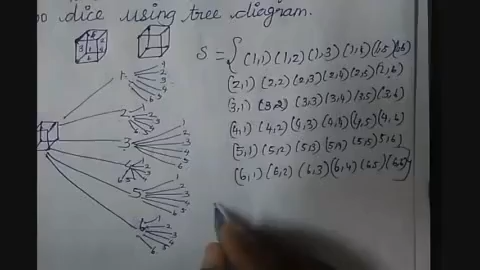 dice using tree diagram.
S = { (1,1) (1,2) (1,3) (1,4) (1,5) (1,6)
(2,1) (2,2) (2,3) (2,4) (2,5) (2,6)
(3,1) (3,2) (3,3) (3,4) (3,5) (3,6)
(4,1) (4,2) (4,3) (4,4) (4,5) (4,6)
(5,1) (5,2) (5,3) (5,4) (5,5) (5,6)
(6,1) (6,2) (6,3) (6,4) (6,5) (6,6) }
1
2
3
4
5
6